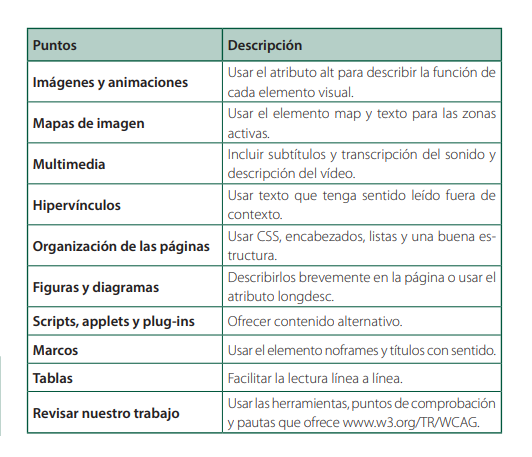 Puntos Descripción
Imágenes y animaciones Usar el atributo alt para describir la función de
cada elemento visual.
Mapas de imagen Usar el elemento map y texto para las zonas
activas.
Multimedia Incluir subtítulos y transcripción del sonido y
descripción del vídeo.
Hipervínculos Usar texto que tenga sentido leído fuera de
contexto.
Organización de las páginas Usar CSS, encabezados, listas y una buena es-
tructura.
Figuras y diagramas Describirlos brevemente en la página o usar el
atributo longdesc.
Scripts, applets y plug-ins Ofrecer contenido alternativo.
Marcos Usar el elemento noframes y títulos con sentido.
Tablas Facilitar la lectura línea a línea.
Revisar nuestro trabajo Usar las herramientas, puntos de comprobación
y pautas que ofrece www.w3.org/TR/WCAG.